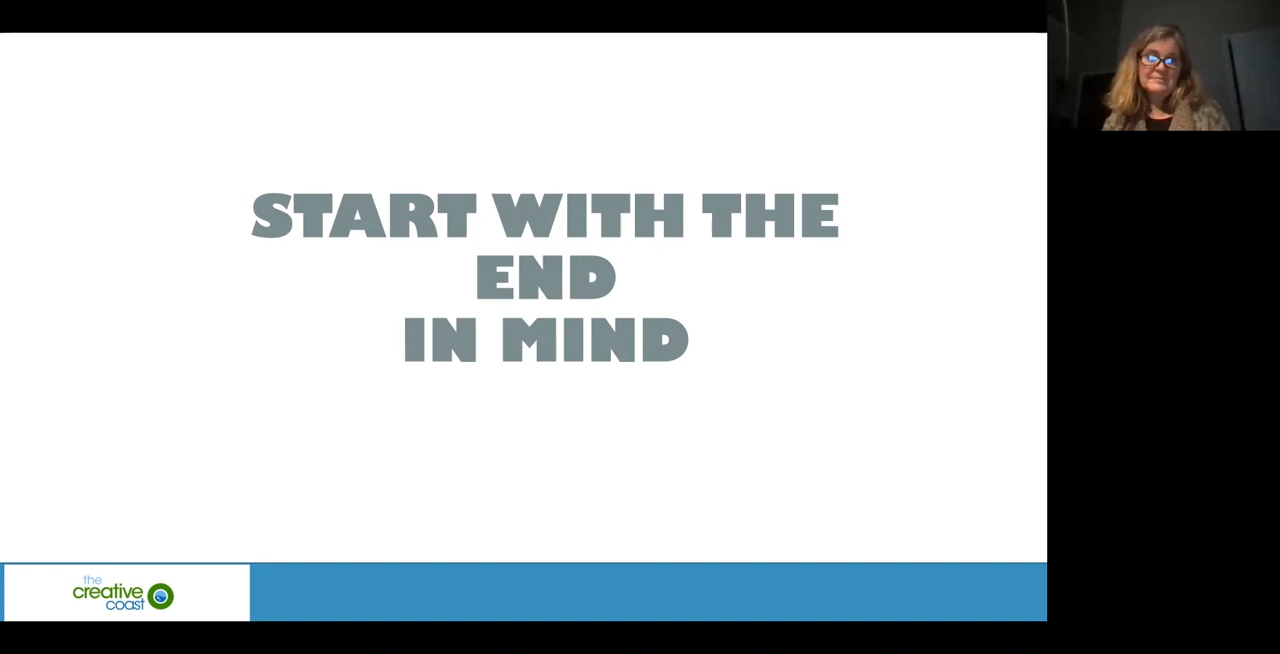 START WITH THE
END
IN MIND
the
creative
coast